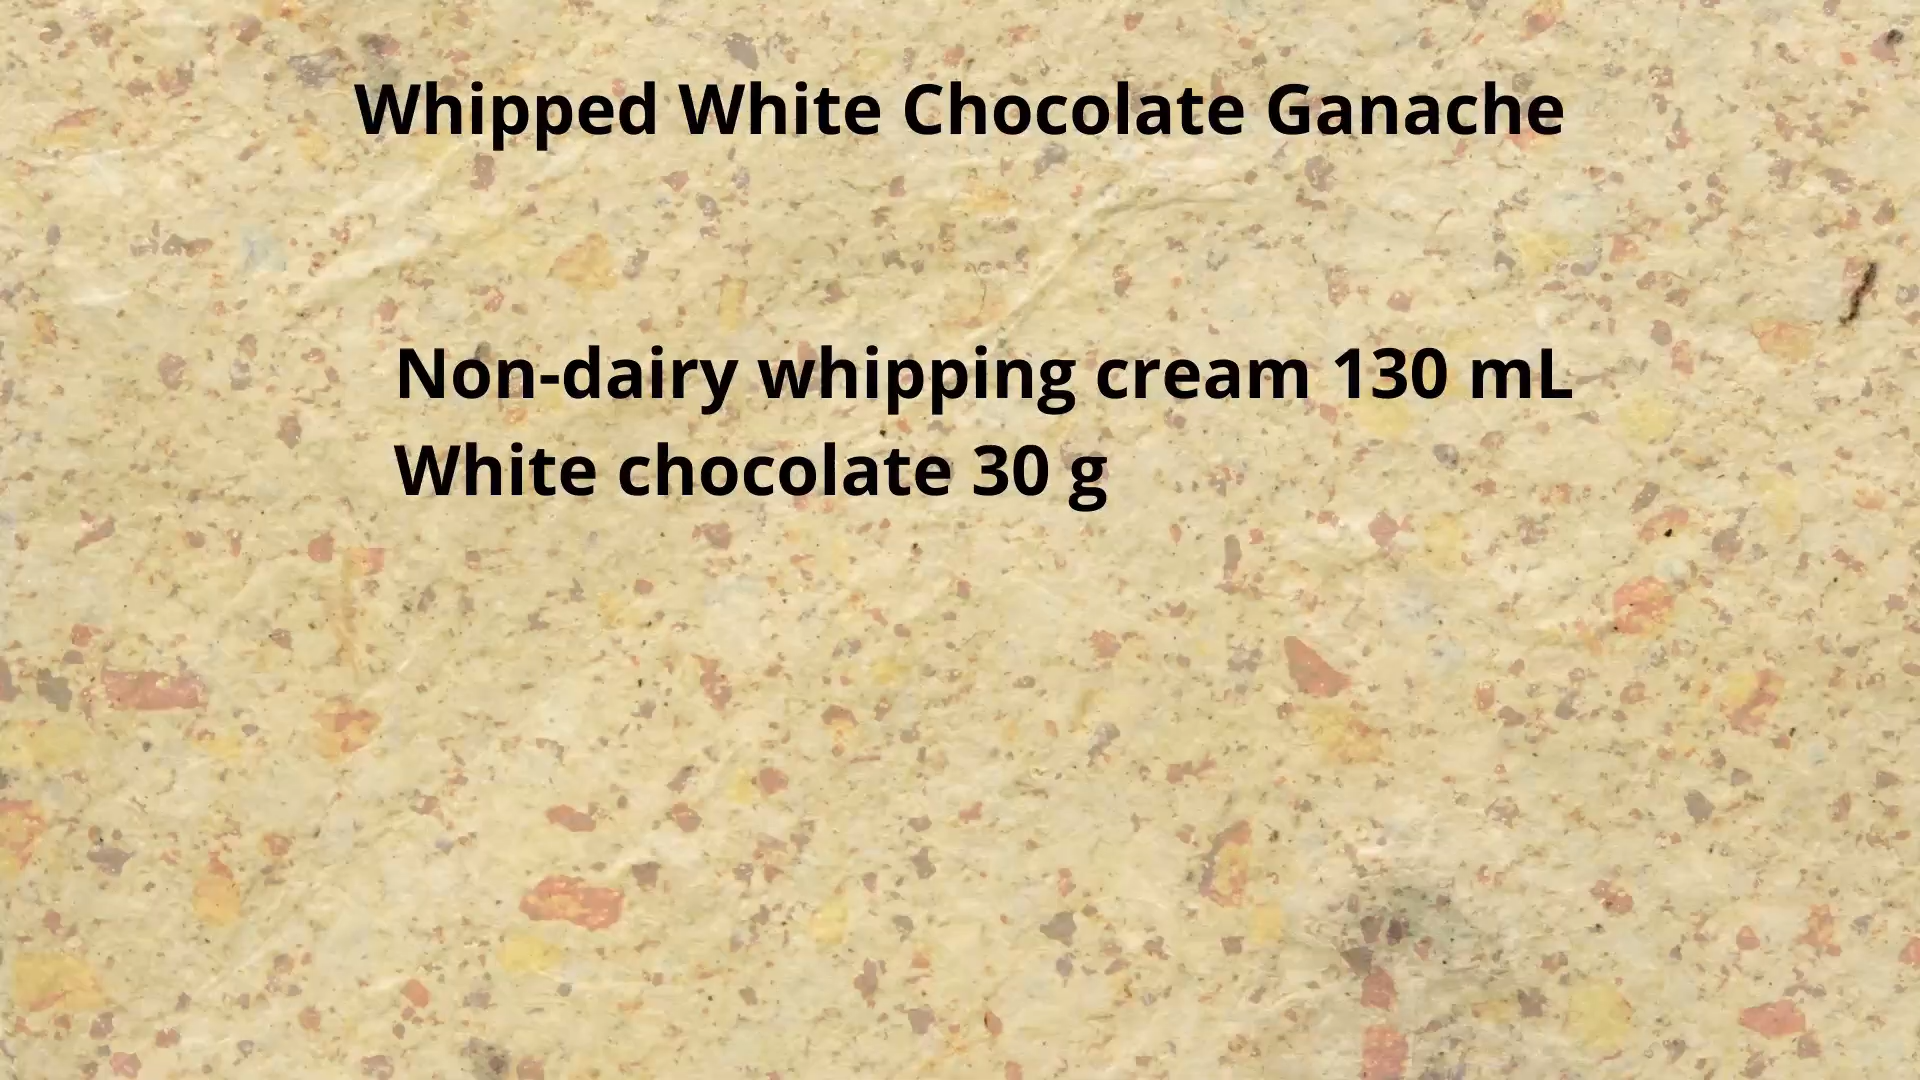 Whipped White Chocolate Ganache
Non-dairy whipping cream 130 mL
White chocolate 30 g